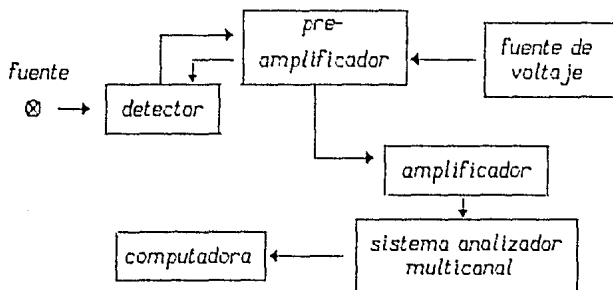 pre-
amplificador
fuente de
voltaje
fuente
detector
amplificador
sistema analizador
multicanal
computadora